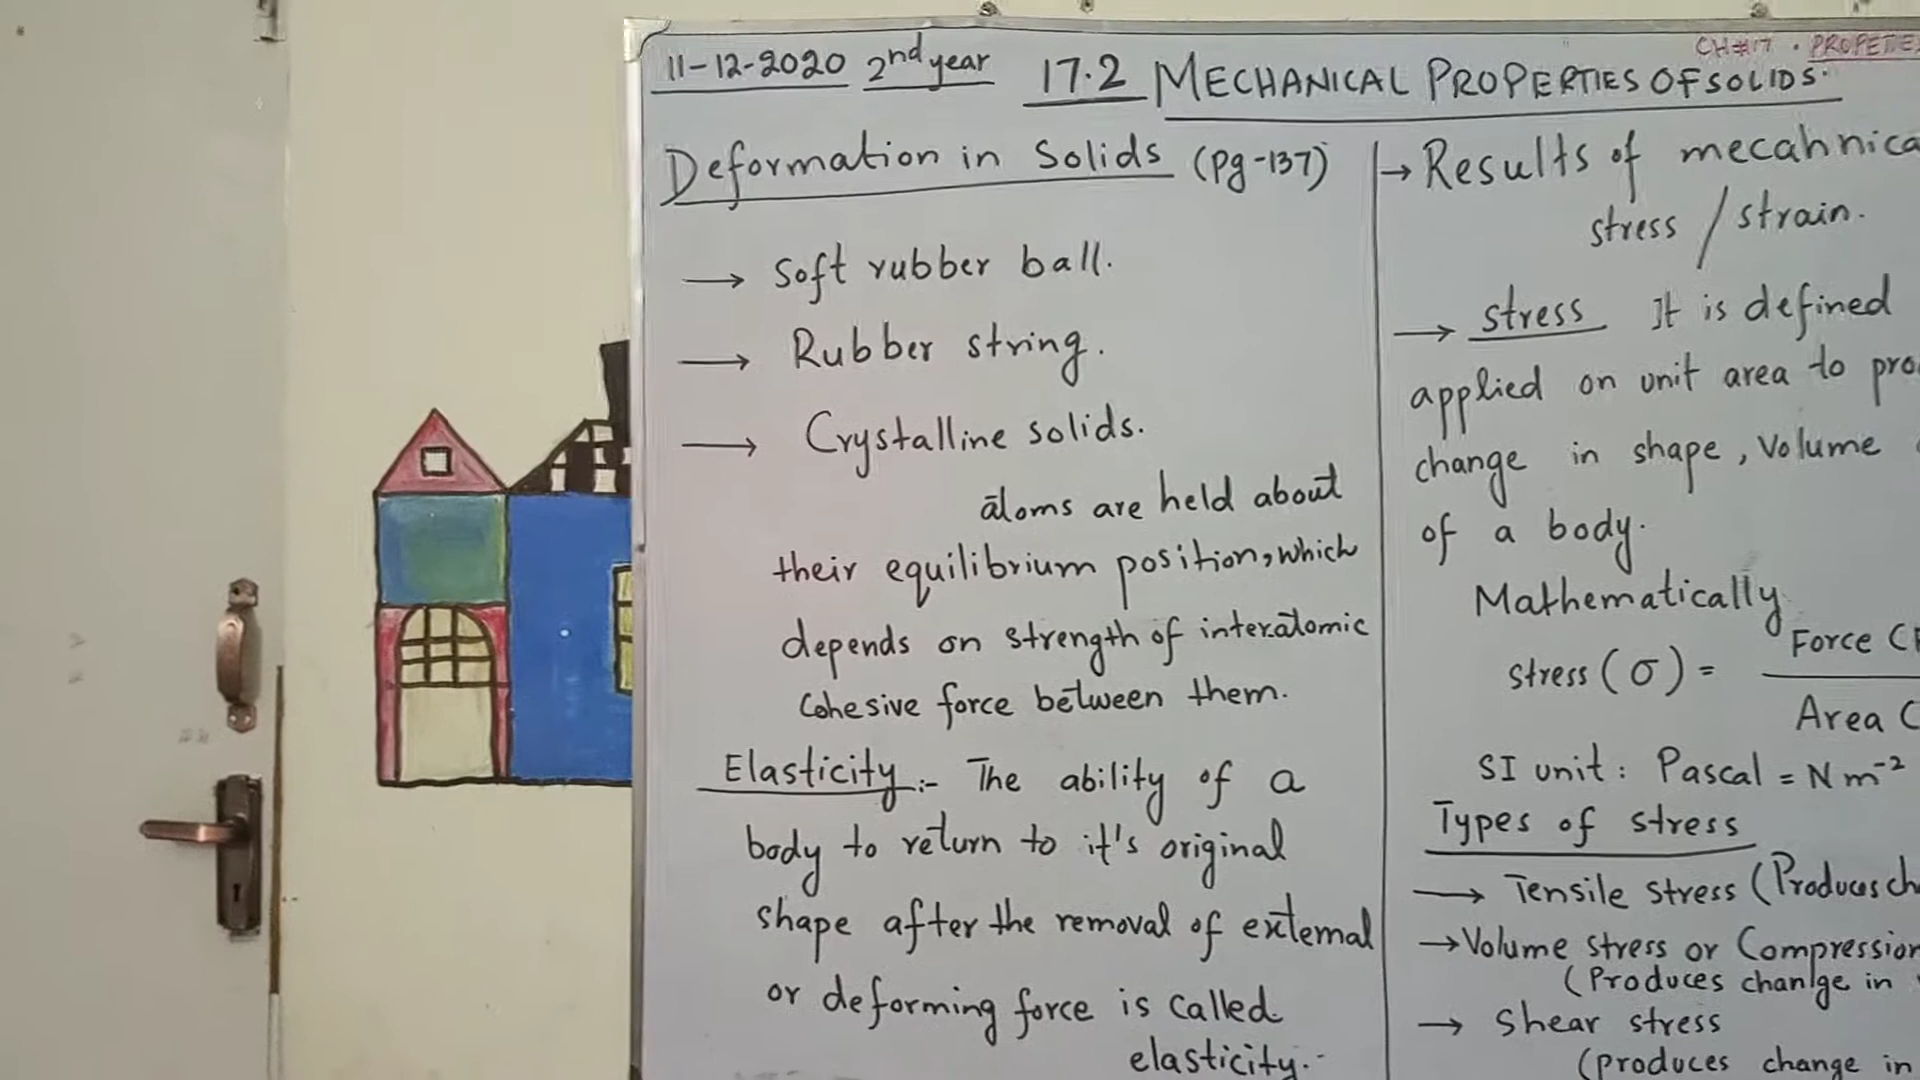 CH#17 . PROPETE
11-12-2020 2nd year 17.2 MECHANICAL PROPERTIES OF SOLIDS.
Deformation in Solids (Pg-137)
→ Soft rubber ball.
→ Rubber string.
→ Crystalline solids.
atoms are held about
their equilibrium position, which
depends on strength of interatomic
Cohesive force between them.
Elasticity:- The ability of a
body to return to it's original
shape after the removal of external
or deforming force is called
elasticity.-
→ Results of mecahnica
stress / strain.
→ stress It is defined
applied on unit area to pro
change in shape, Volume
of a body.
Mathematically
stress (σ) = Force (F
Area (
SI unit: Pascal = N m⁻²
Types of stress
→ Tensile stress (Produces ch
→ Volume stress or Compression
(Produces change in
→ Shear stress
(produces change in